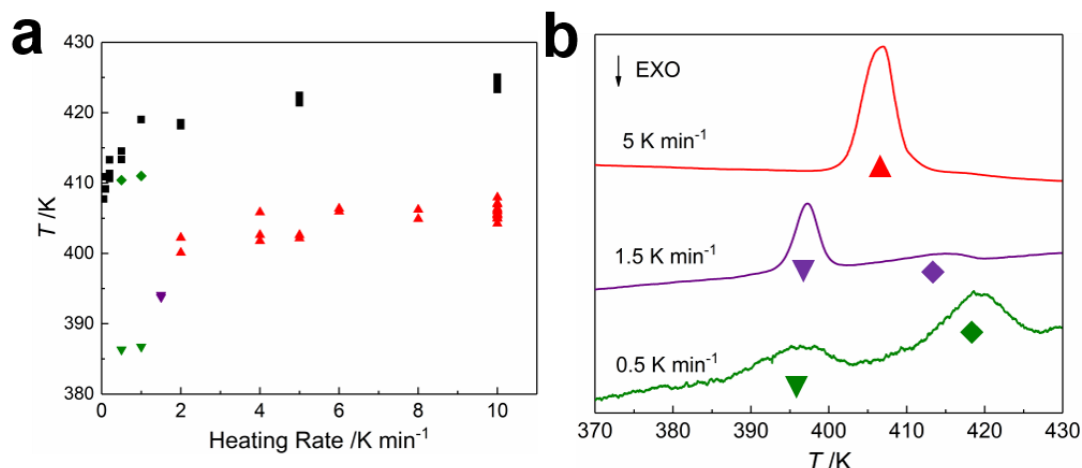 a
430
420
410
400
390
380
T /K
0
2
4
6
8
10
Heating Rate /K min⁻¹
b
EXO
5 K min⁻¹
1.5 K min⁻¹
0.5 K min⁻¹
370
380
390
400
410
420
430
T /K